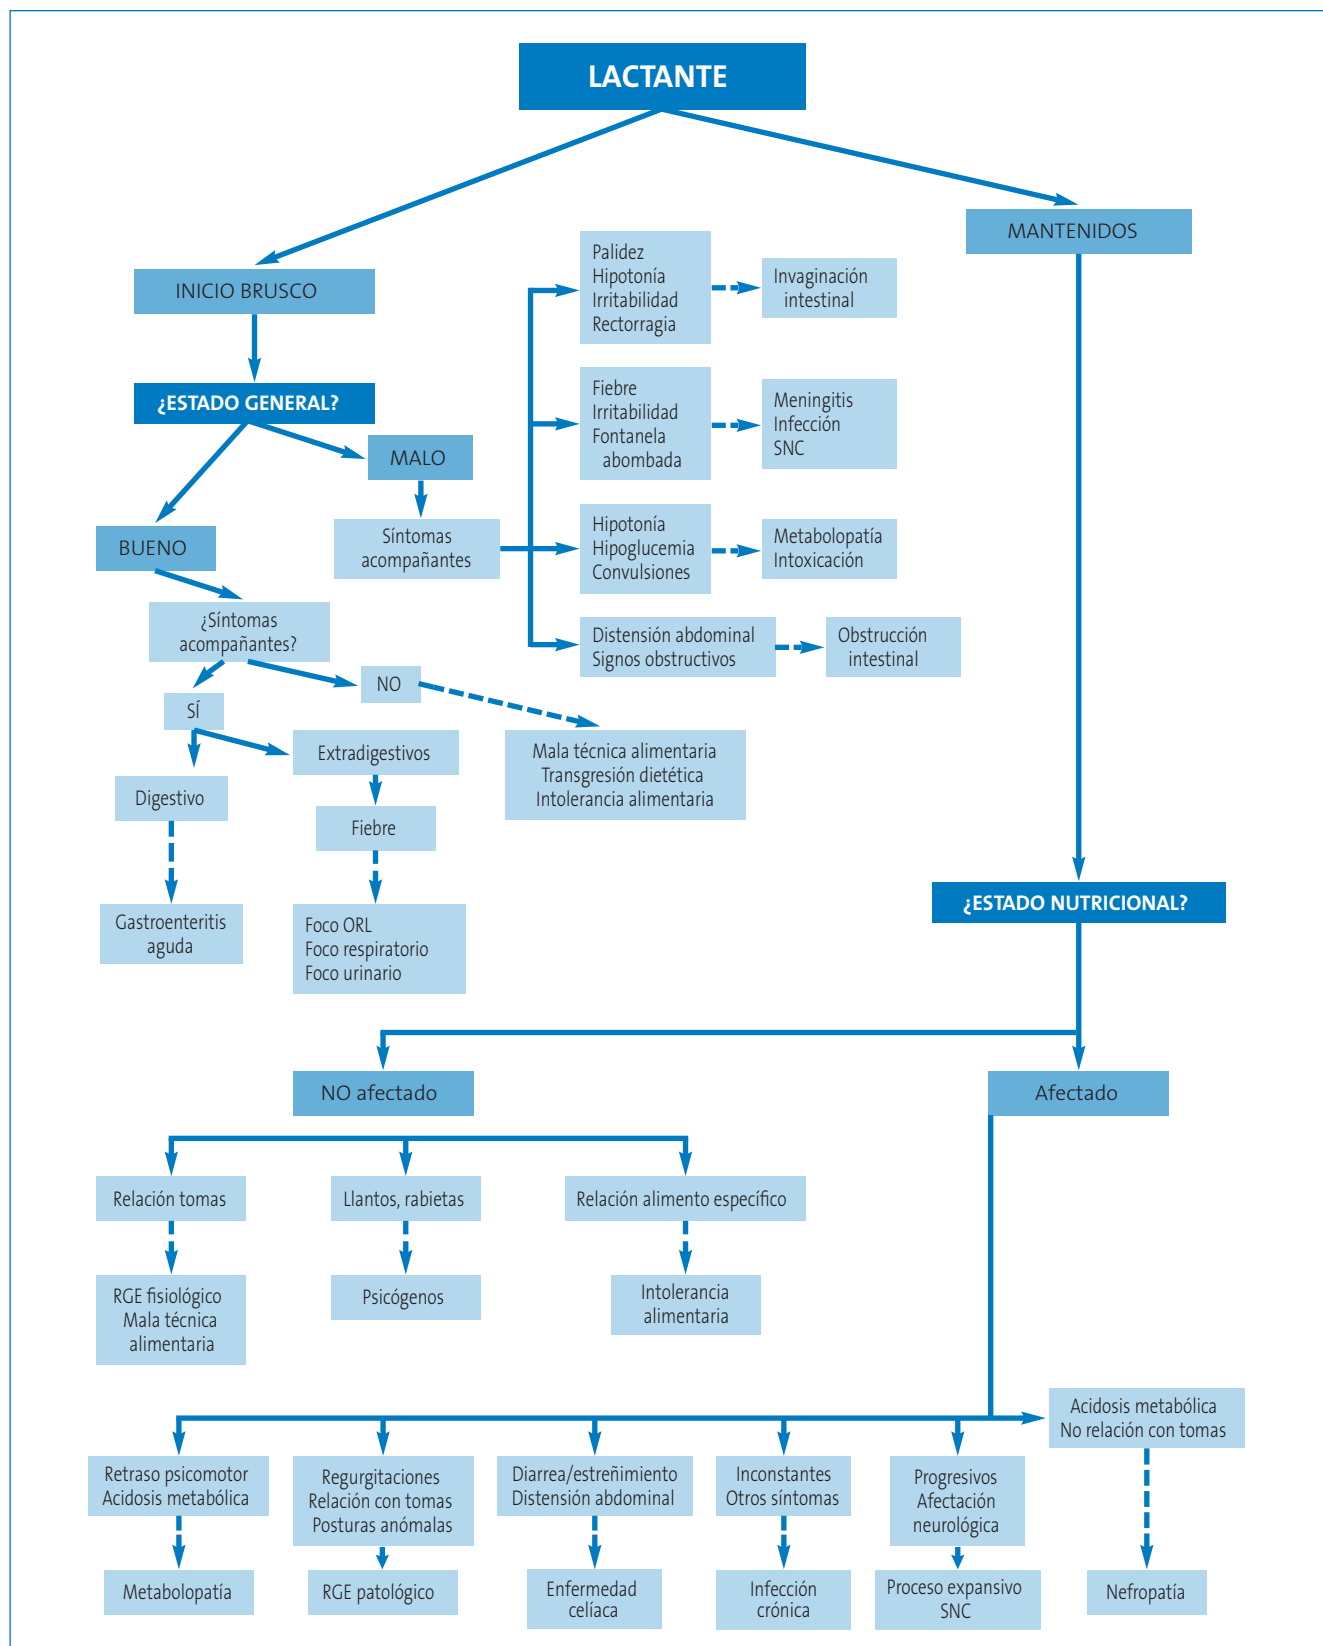 LACTANTE
MANTENIDOS
INICIO BRUSCO
Palidez
Hipotonía
Irritabilidad
Rectorragia
Invaginación
intestinal
¿ESTADO GENERAL?
Fiebre
Irritabilidad
Fontanela
abombada
Meningitis
Infección
SNC
MALO
BUENO
Síntomas
acompañantes
Hipotonía
Hipoglucemia
Convulsiones
Metabolopatía
Intoxicación
¿Síntomas
acompañantes?
Distensión abdominal
Signos obstructivos
Obstrucción
intestinal
NO
SÍ
Extradigestivos
Mala técnica alimentaria
Transgresión dietética
Intolerancia alimentaria
Digestivo
Fiebre
Gastroenteritis
aguda
Foco ORL
Foco respiratorio
Foco urinario
¿ESTADO NUTRICIONAL?
NO afectado
Afectado
Relación tomas
Llantos, rabietas
Relación alimento específico
RGE fisiológico
Mala técnica
alimentaria
Psicógenos
Intolerancia
alimentaria
Acidosis metabólica
No relación con tomas
Retraso psicomotor
Acidosis metabólica
Regurgitaciones
Relación con tomas
Posturas anómalas
Diarrea/estreñimiento
Distensión abdominal
Inconstantes
Otros síntomas
Progresivos
Afectación
neurológica
Metabolopatía
RGE patológico
Enfermedad
celíaca
Infección
crónica
Proceso expansivo
SNC
Nefropatía